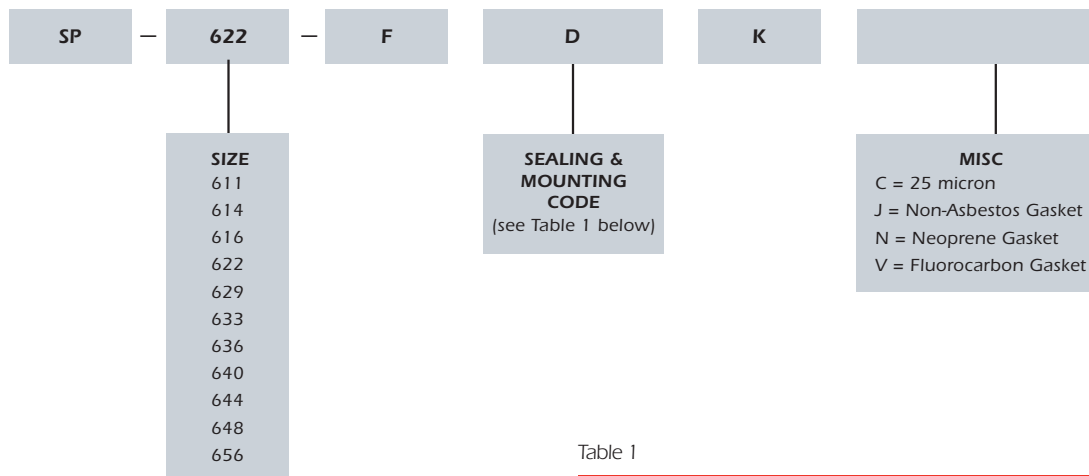 SP – 622 – F D K
SIZE
611
614
616
622
629
633
636
640
644
648
656
SEALING &
MOUNTING
CODE
(see Table 1 below)
MISC
C = 25 micron
J = Non-Asbestos Gasket
N = Neoprene Gasket
V = Fluorocarbon Gasket
Table 1